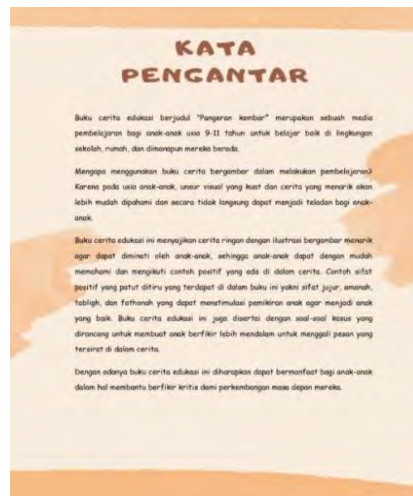 KATA
PENGANTAR
Buku cerita edukasi berjudul "Pangeran kembar" merupakan sebuah media
pembelajaran bagi anak-anak usia 9-11 tahun untuk belajar baik di lingkungan
sekolah, rumah, dan dimanapun mereka berada.
Mengapa menggunakan buku cerita bergambar dalam melakukan pembelajaran?
Karena pada usia anak-anak, unsur visual yang kuat dan cerita yang menarik akan
lebih mudah dipahami dan secara tidak langsung dapat menjadi teladan bagi anak-
anak.
Buku cerita edukasi ini menyajikan cerita ringan dengan ilustrasi bergambar menarik
agar dapat diminati oleh anak-anak, sehingga anak-anak dapat dengan mudah
memahami dan mengikuti contoh positif yang ada di dalam cerita. Contoh sifat
positif yang patut ditiru yang terdapat di dalam buku ini yakni sifat jujur, amanah,
tabligh, dan fathonah yang dapat menstimulasi pemikiran anak agar menjadi anak
yang baik. Buku cerita edukasi ini juga disertai dengan soal-soal kasus yang
dirancang untuk membuat anak berfikir lebih mendalam untuk menggali pesan yang
tersirat di dalam cerita.
Dengan adanya buku cerita edukasi ini diharapkan dapat bermanfaat bagi anak-anak
dalam hal membantu berfikir kritis demi perkembangan masa depan mereka.